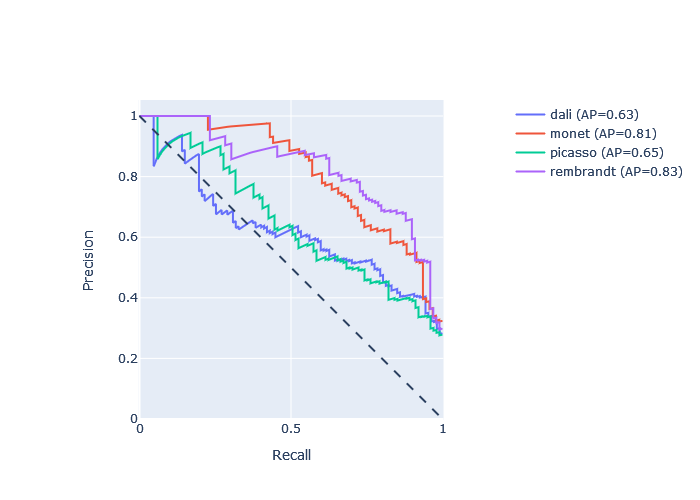 dali (AP=0.63)
monet (AP=0.81)
picasso (AP=0.65)
rembrandt (AP=0.83)
Precision
1
0.8
0.6
0.4
0.2
0
0
0.5
1
Recall